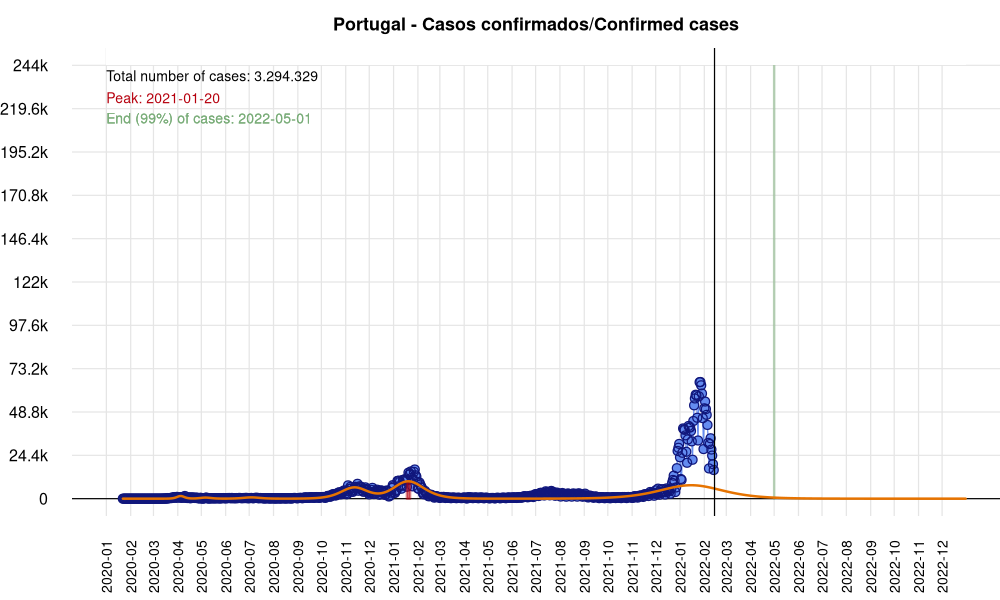 Portugal - Casos confirmados/Confirmed cases
244k
219.6k
195.2k
170.8k
146.4k
122k
97.6k
73.2k
48.8k
24.4k
0
Total number of cases: 3.294.329
Peak: 2021-01-20
End (99%) of cases: 2022-05-01
2020-01
2020-02
2020-03
2020-04
2020-05
2020-06
2020-07
2020-08
2020-09
2020-10
2020-11
2020-12
2021-01
2021-02
2021-03
2021-04
2021-05
2021-06
2021-07
2021-08
2021-09
2021-10
2021-11
2021-12
2022-01
2022-02
2022-03
2022-04
2022-05
2022-06
2022-07
2022-08
2022-09
2022-10
2022-11
2022-12